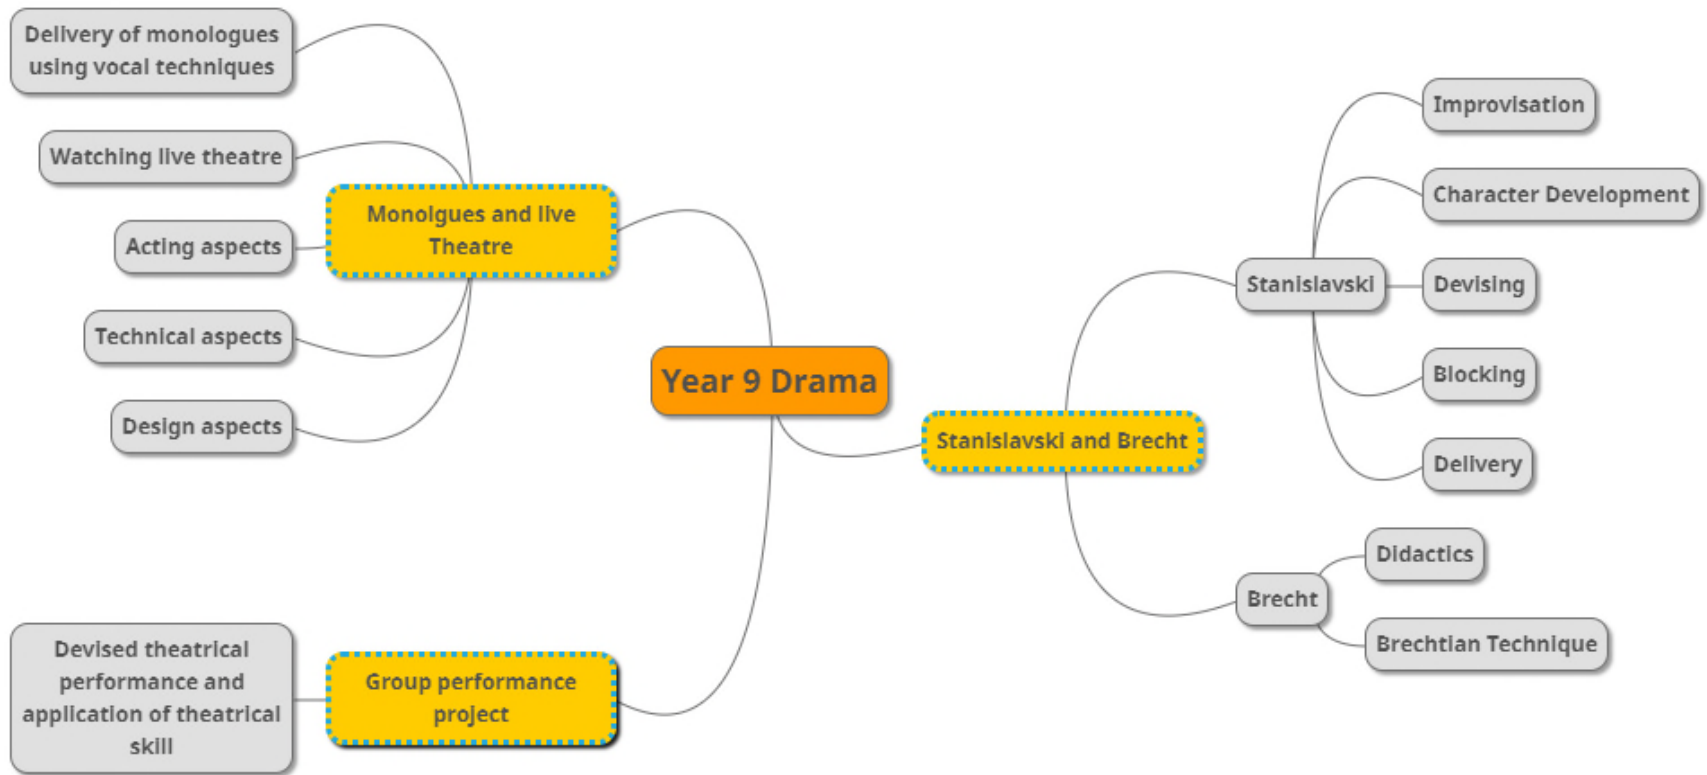 Delivery of monologues
using vocal techniques
Watching live theatre
Acting aspects
Technical aspects
Design aspects
Monolgues and live
Theatre
Year 9 Drama
Group performance
project
Devised theatrical
performance and
application of theatrical
skill
Stanislavski and Brecht
Stanislavski
Improvisation
Character Development
Devising
Blocking
Delivery
Brecht
Didactics
Brechtian Technique